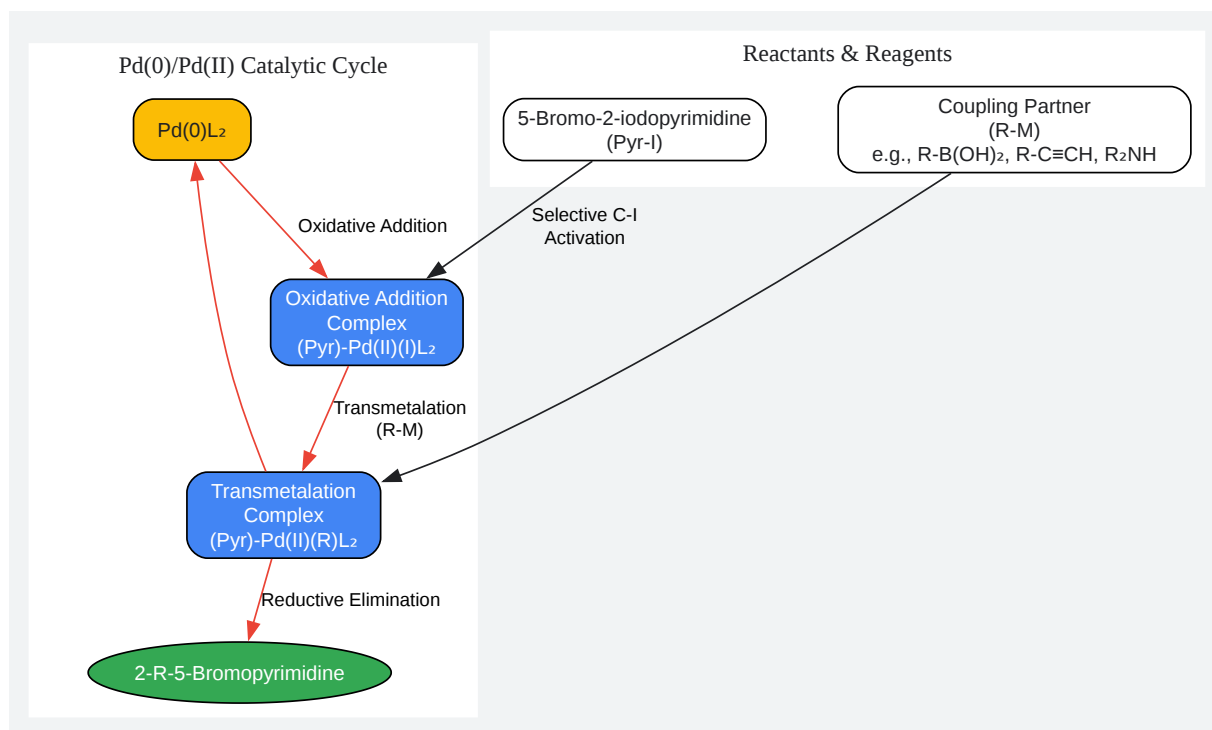 Pd(0)/Pd(II) Catalytic Cycle
Reactants & Reagents
Pd(0)L₂
5-Bromo-2-iodopyrimidine
(Pyr-I)
Coupling Partner
(R-M)
e.g., R-B(OH)₂, R-C≡CH, R₂NH
Oxidative Addition
Selective C-I
Activation
Oxidative Addition
Complex
(Pyr)-Pd(II)(I)L₂
Transmetalation
(R-M)
Transmetalation
Complex
(Pyr)-Pd(II)(R)L₂
Reductive Elimination
2-R-5-Bromopyrimidine